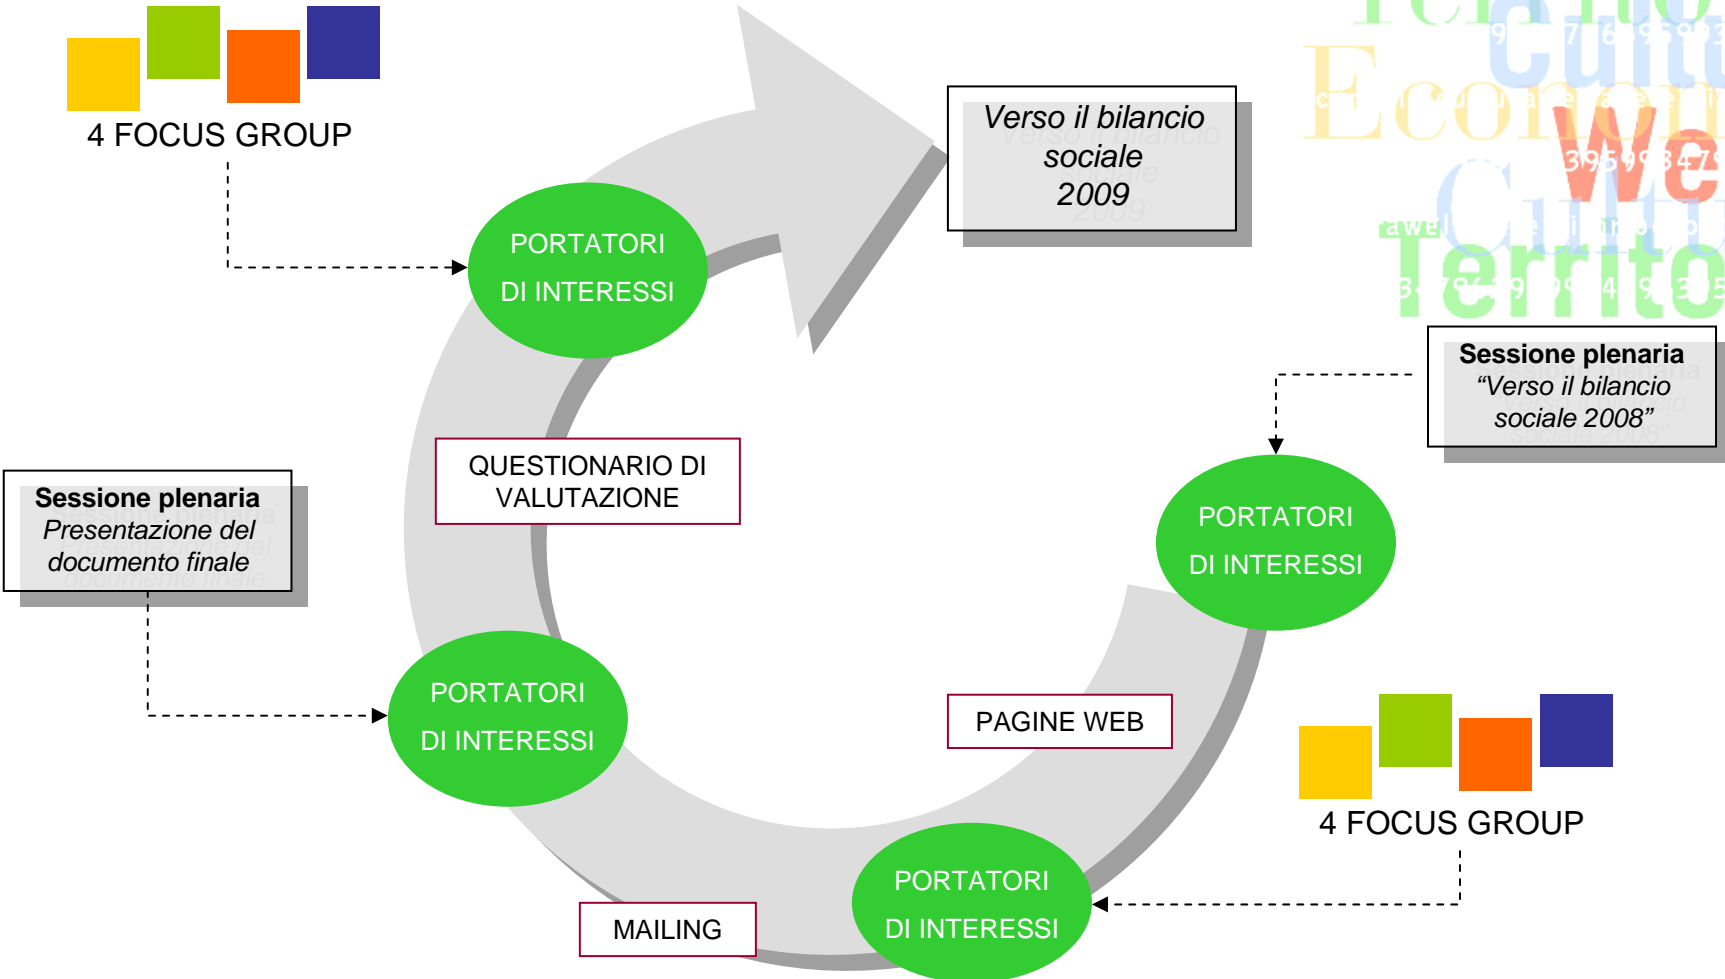 4 FOCUS GROUP
Verso il bilancio
sociale
2009
PORTATORI
DI INTERESSI
Sessione plenaria
“Verso il bilancio
sociale 2008”
QUESTIONARIO DI
VALUTAZIONE
Sessione plenaria
Presentazione del
documento finale
PORTATORI
DI INTERESSI
PORTATORI
DI INTERESSI
PAGINE WEB
4 FOCUS GROUP
PORTATORI
DI INTERESSI
MAILING